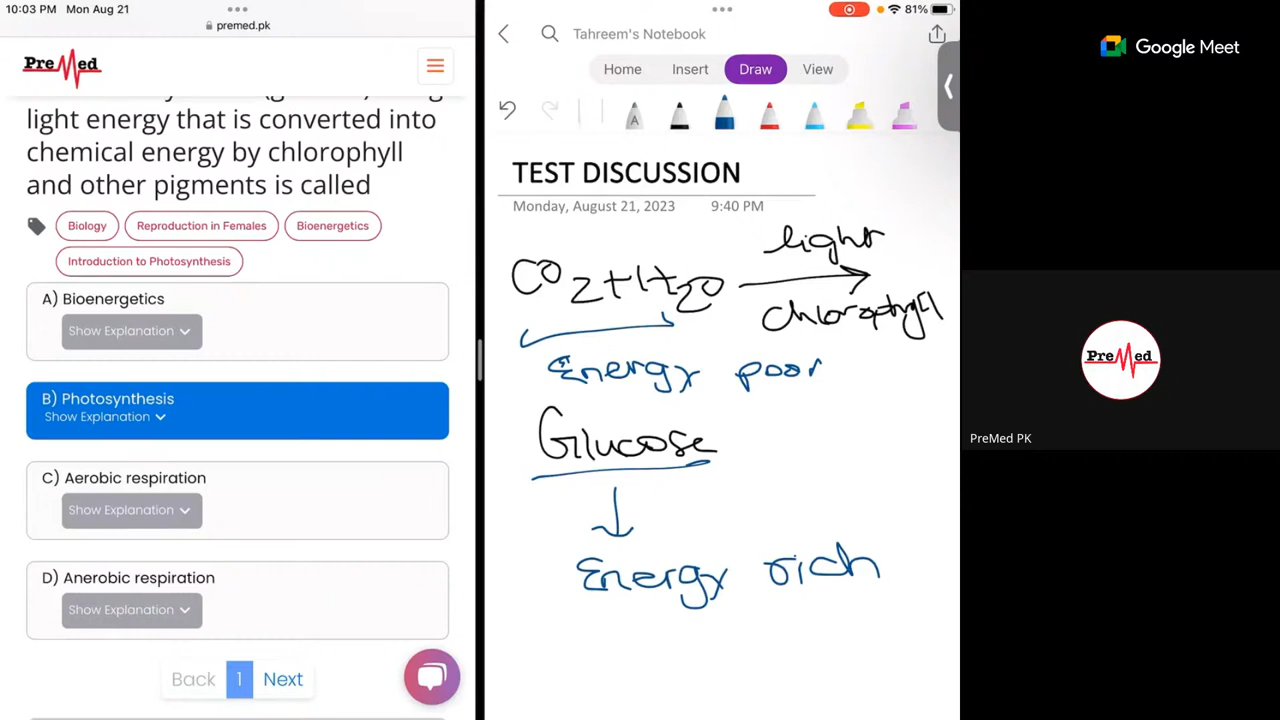 10:03 PM Mon Aug 21
premed.pk
PreMed
light energy that is converted into
chemical energy by chlorophyll
and other pigments is called
Biology
Reproduction in Females
Bioenergetics
Introduction to Photosynthesis
A) Bioenergetics
Show Explanation
B) Photosynthesis
Show Explanation
C) Aerobic respiration
Show Explanation
D) Anerobic respiration
Show Explanation
Back 1 Next
81%
Tahreem's Notebook
Home Insert Draw View
A
TEST DISCUSSION
Monday, August 21, 2023 9:40 PM
light
CO2+H2O
chlorophyll
Energy poor
Glucose
Energy rich
Google Meet
PreMed
PreMed PK